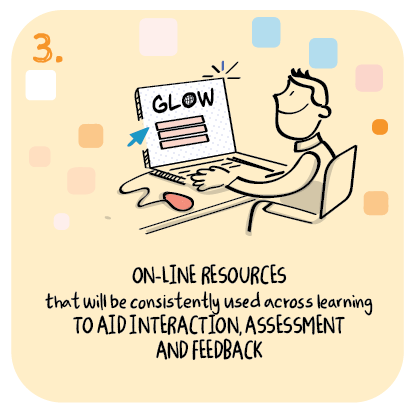 3.
GLOW
ON-LINE RESOURCES
that will be consistently used across learning
TO AID INTERACTION, ASSESSMENT
AND FEEDBACK